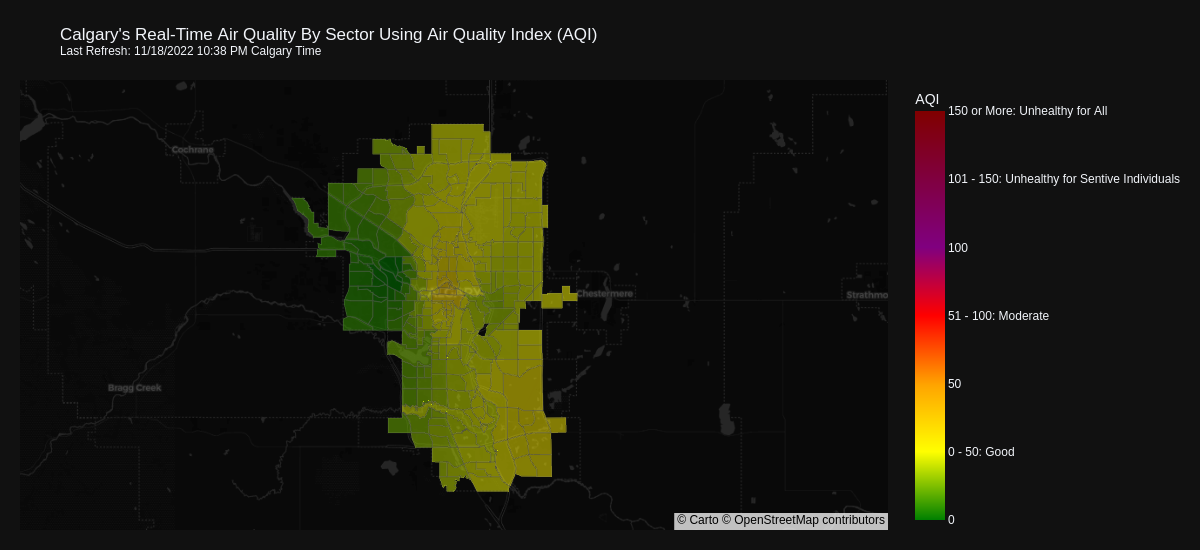 Calgary's Real-Time Air Quality By Sector Using Air Quality Index (AQI)
Last Refresh: 11/18/2022 10:38 PM Calgary Time
AQI
150 or More: Unhealthy for All
Cochrane
101 - 150: Unhealthy for Sentive Individuals
100
Chestermere
Strathmo
51 - 100: Moderate
50
Bragg Creek
0 - 50: Good
0
© Carto © OpenStreetMap contributors